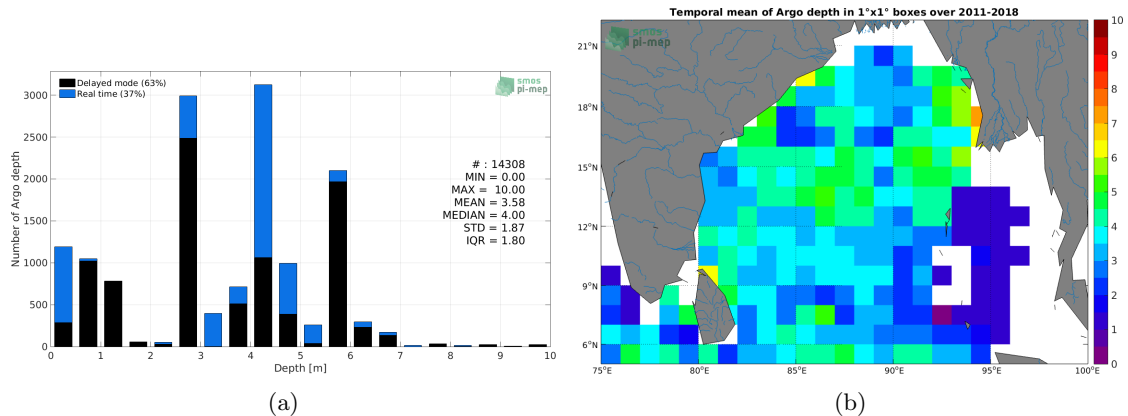 smos
pi-mep
Delayed mode (63%)
Real time (37%)
Number of Argo depth
3000
2500
2000
1500
1000
500
0
# : 14308
MIN = 0.00
MAX = 10.00
MEAN = 3.58
MEDIAN = 4.00
STD = 1.87
IQR = 1.80
0 1 2 3 4 5 6 7 8 9 10
Depth [m]
(a)
Temporal mean of Argo depth in 1°x1° boxes over 2011-2018
smos
pi-mep
21°N
18°N
15°N
12°N
9°N
6°N
75°E 80°E 85°E 90°E 95°E 100°E
10
9
8
7
6
5
4
3
2
1
0
(b)